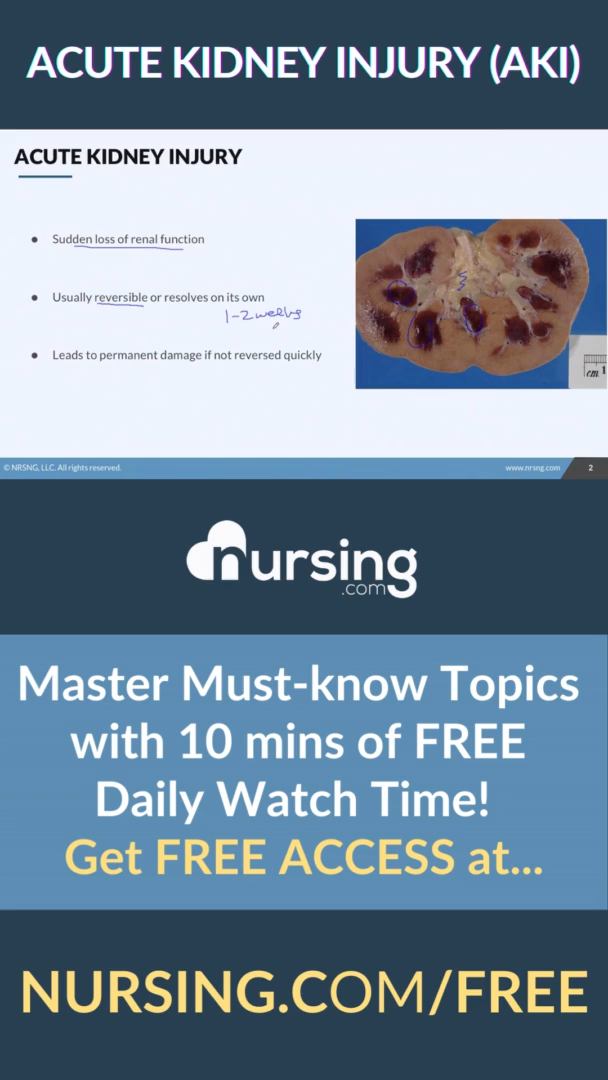 ACUTE KIDNEY INJURY (AKI)
ACUTE KIDNEY INJURY
● Sudden loss of renal function
● Usually reversible or resolves on its own
1-2 weeks
● Leads to permanent damage if not reversed quickly
cm 1
© NRSNG, LLC. All rights reserved.
www.nrsng.com
2
nursing
.com
Master Must-know Topics
with 10 mins of FREE
Daily Watch Time!
Get FREE ACCESS at...
NURSING.COM/FREE